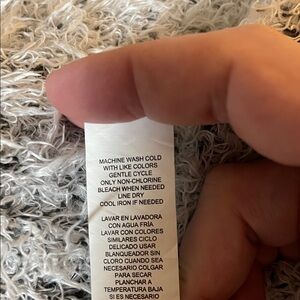 MACHINE WASH COLD
WITH LIKE COLORS
GENTLE CYCLE
ONLY NON-CHLORINE
BLEACH WHEN NEEDED
LINE DRY
COOL IRON IF NEEDED
LAVAR EN LAVADORA
CON AGUA FRÍA
LAVAR CON COLORES
SIMILARES CICLO
DELICADO USAR
BLANQUEADOR SIN
CLORO CUANDO SEA
NECESARIO COLGAR
PARA SECAR
PLANCHAR A
TEMPERATURA BAJA
SI ES NECESARIO